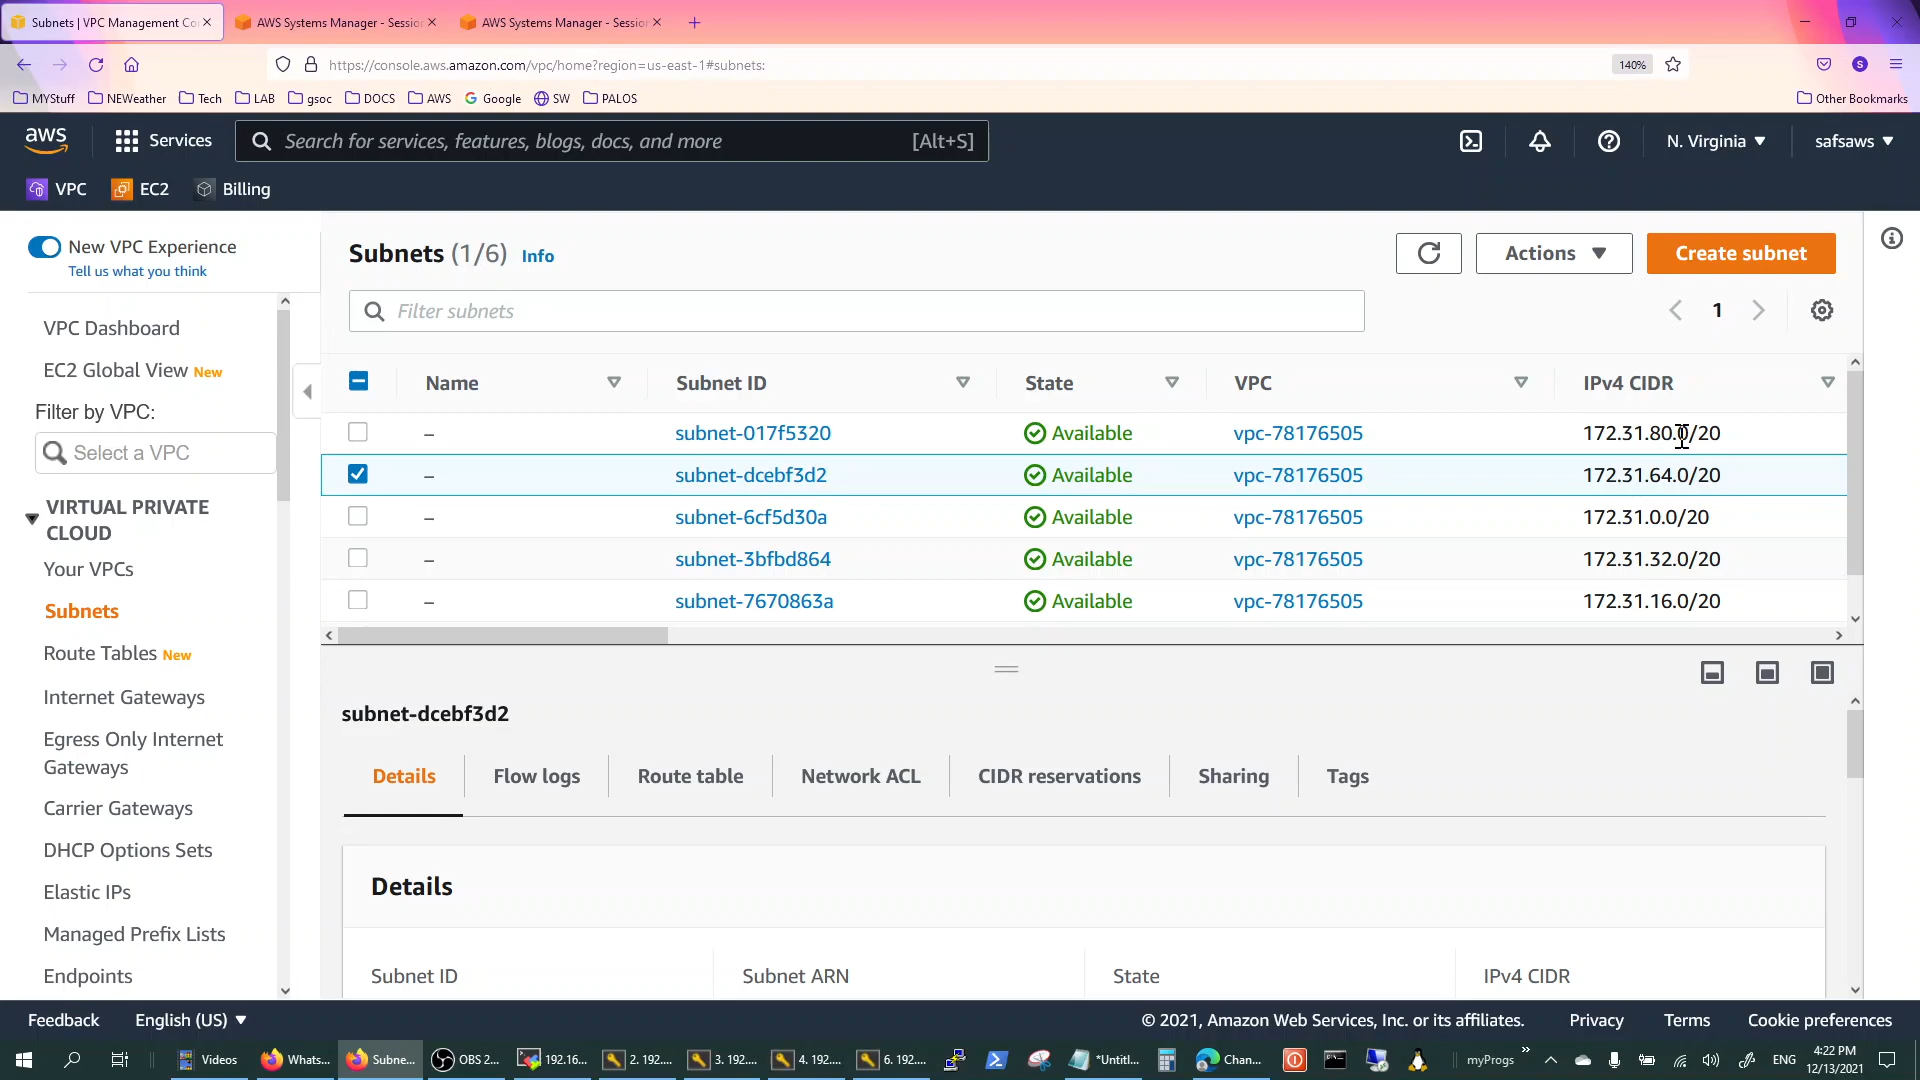 Subnets | VPC Management Co
AWS Systems Manager - Session
AWS Systems Manager - Session
https://console.aws.amazon.com/vpc/home?region=us-east-1#subnets:
140%
MYStuff
NEWeather
Tech
LAB
gsoc
DOCS
AWS
Google
SW
PALOS
Other Bookmarks
aws
Services
Search for services, features, blogs, docs, and more
[Alt+S]
N. Virginia
safsaws
VPC
EC2
Billing
New VPC Experience
Tell us what you think
VPC Dashboard
EC2 Global View New
Filter by VPC:
Select a VPC
VIRTUAL PRIVATE
CLOUD
Your VPCs
Subnets
Route Tables New
Internet Gateways
Egress Only Internet
Gateways
Carrier Gateways
DHCP Options Sets
Elastic IPs
Managed Prefix Lists
Endpoints
Subnets (1/6) Info
Actions
Create subnet
Filter subnets
1
Name Subnet ID State VPC IPv4 CIDR
– subnet-017f5320 Available vpc-78176505 172.31.80.0/20
– subnet-dcebf3d2 Available vpc-78176505 172.31.64.0/20
– subnet-6cf5d30a Available vpc-78176505 172.31.0.0/20
– subnet-3bfbd864 Available vpc-78176505 172.31.32.0/20
– subnet-7670863a Available vpc-78176505 172.31.16.0/20
subnet-dcebf3d2
Details Flow logs Route table Network ACL CIDR reservations Sharing Tags
Details
Subnet ID Subnet ARN State IPv4 CIDR
Feedback English (US) © 2021, Amazon Web Services, Inc. or its affiliates. Privacy Terms Cookie preferences
Videos
Whats...
Subne...
OBS 2...
192.16...
2. 192....
3. 192....
4. 192....
6. 192....
*Untitl...
Chan...
myProgs
ENG
4:22 PM
12/13/2021